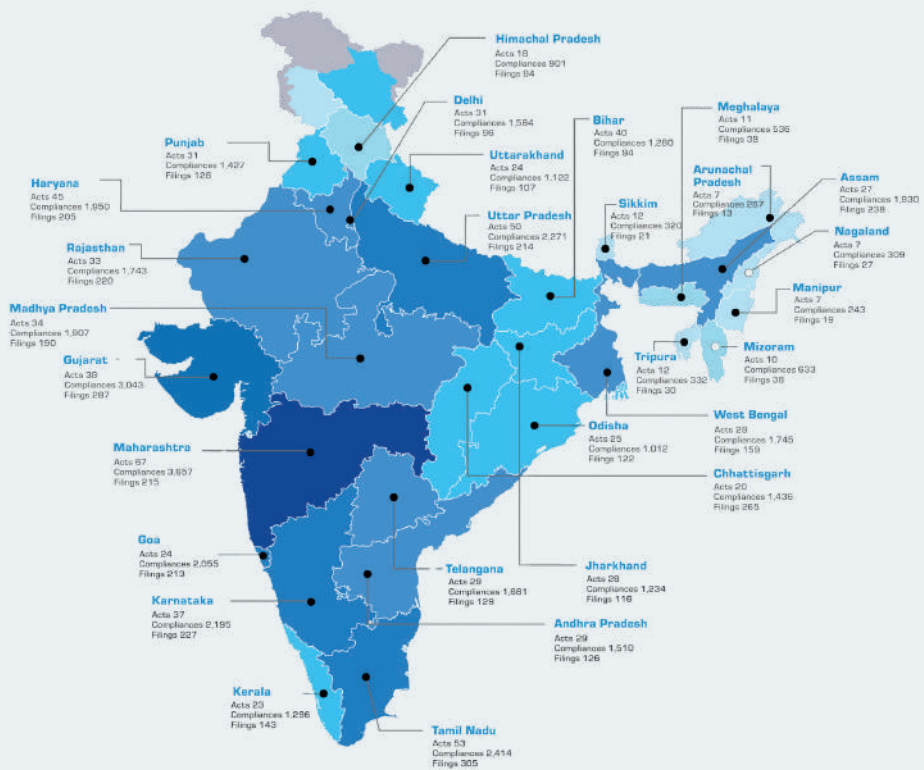 Himachal Pradesh
Acts 18
Compliances 901
Filings 84
Delhi
Acts 31
Compliances 1,584
Filings 96
Bihar
Acts 40
Compliances 1,280
Filings 94
Meghalaya
Acts 11
Compliances 536
Filings 38
Punjab
Acts 31
Compliances 1,427
Filings 126
Uttarakhand
Acts 24
Compliances 1,122
Filings 107
Arunachal
Pradesh
Acts 7
Compliances 267
Filings 13
Assam
Acts 27
Compliances 1,830
Filings 238
Haryana
Acts 45
Compliances 1,950
Filings 205
Sikkim
Acts 12
Compliances 320
Filings 21
Uttar Pradesh
Acts 50
Compliances 2,271
Filings 214
Nagaland
Acts 7
Compliances 309
Filings 27
Rajasthan
Acts 33
Compliances 1,743
Filings 220
Manipur
Acts 7
Compliances 243
Filings 19
Madhya Pradesh
Acts 34
Compliances 1,607
Filings 190
Gujarat
Acts 38
Compliances 3,043
Filings 287
Tripura
Acts 12
Compliances 332
Filings 30
Mizoram
Acts 10
Compliances 633
Filings 38
West Bengal
Acts 29
Compliances 1,745
Filings 159
Odisha
Acts 25
Compliances 1,012
Filings 122
Maharashtra
Acts 67
Compliances 3,657
Filings 215
Chhattisgarh
Acts 20
Compliances 1,436
Filings 265
Goa
Acts 24
Compliances 2,055
Filings 213
Telangana
Acts 29
Compliances 1,681
Filings 129
Jharkhand
Acts 28
Compliances 1,234
Filings 116
Karnataka
Acts 37
Compliances 2,195
Filings 227
Andhra Pradesh
Acts 29
Compliances 1,510
Filings 126
Kerala
Acts 23
Compliances 1,296
Filings 143
Tamil Nadu
Acts 53
Compliances 2,414
Filings 305